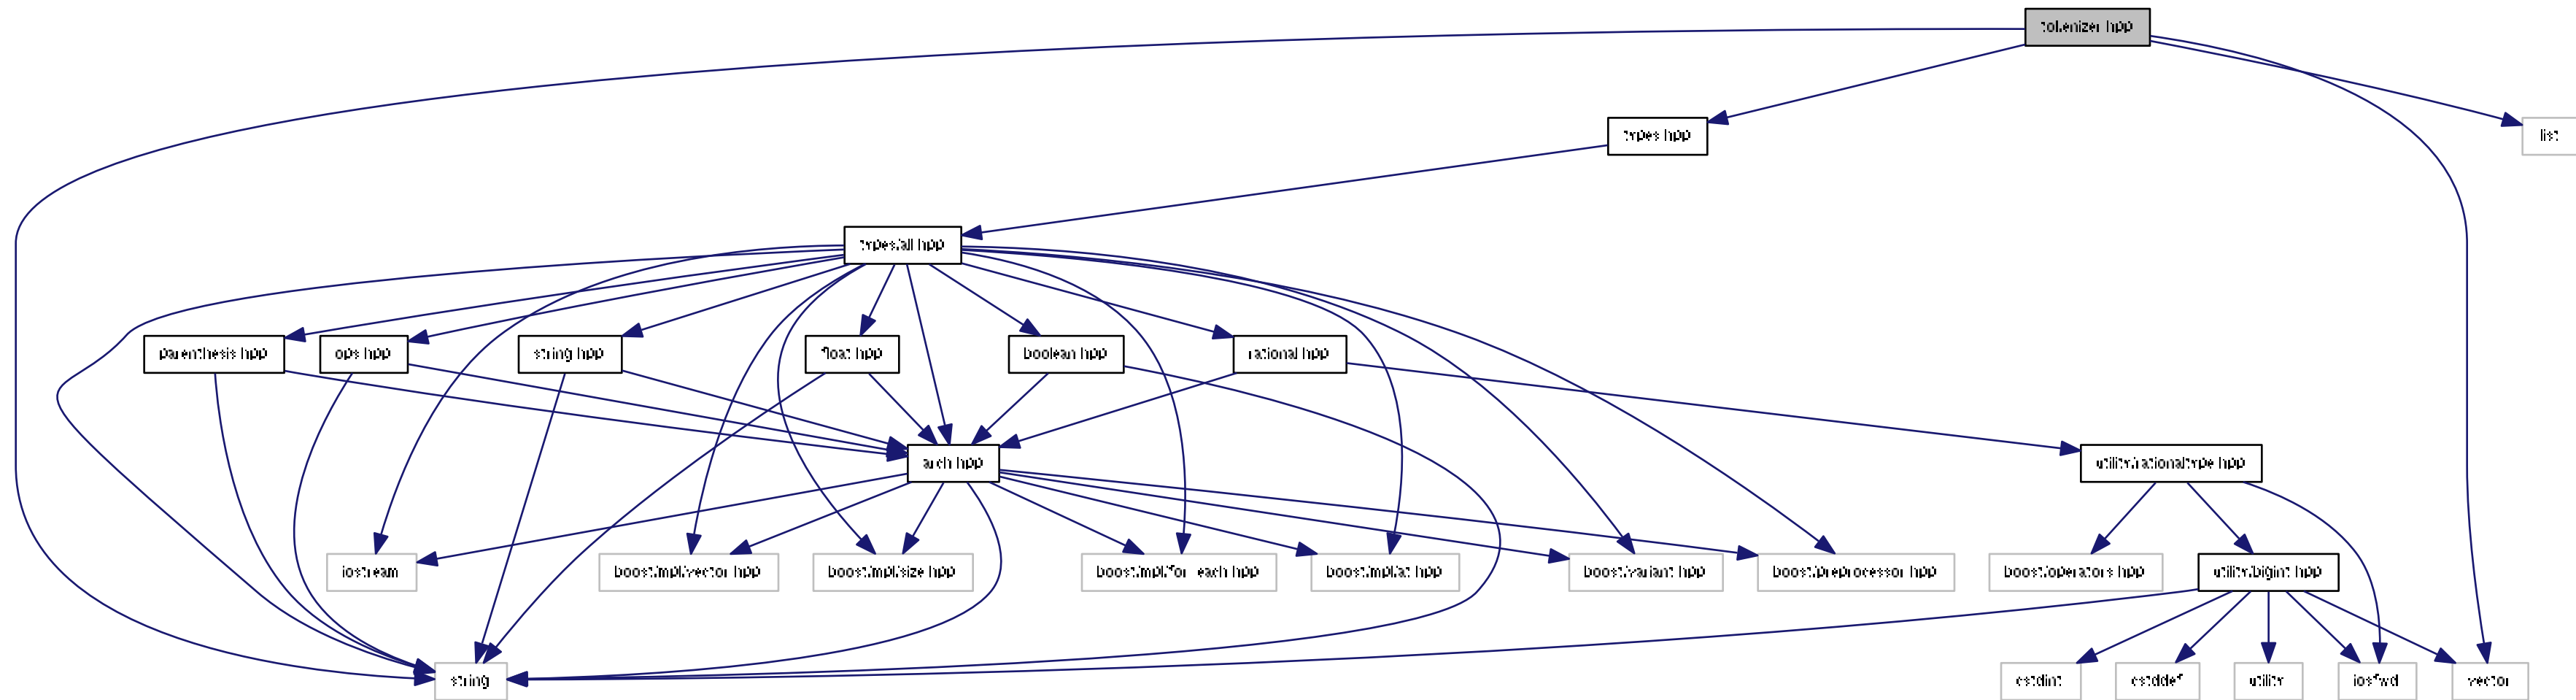 tokenizer.hpp
types.hpp
list
types/all.hpp
parenthesis.hpp
ops.hpp
string.hpp
float.hpp
boolean.hpp
rational.hpp
arch.hpp
utility/rationaltype.hpp
iostream
boost/mpl/vector.hpp
boost/mpl/size.hpp
boost/mpl/for_each.hpp
boost/mpl/at.hpp
boost/variant.hpp
boost/preprocessor.hpp
boost/operators.hpp
utility/bigint.hpp
string
cstdint
cstddef
utility
iosfwd
vector